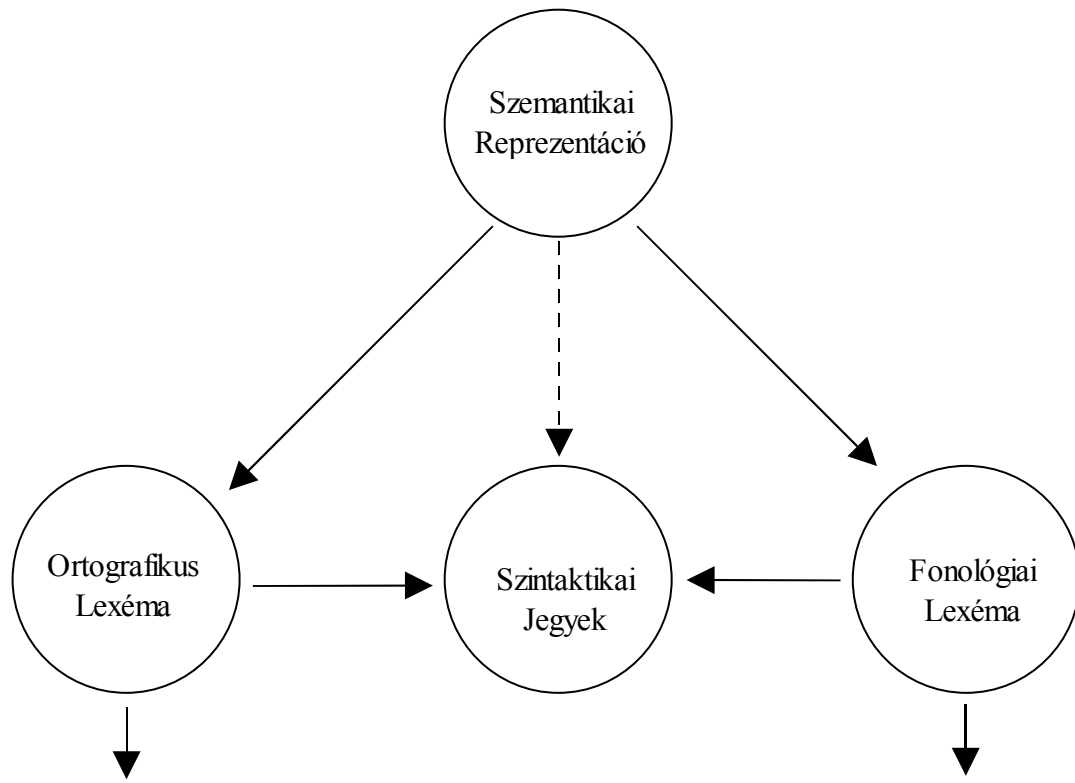 Szemantikai
Reprezentáció
Ortografikus
Lexéma
Szintaktikai
Jegyek
Fonológiai
Lexéma